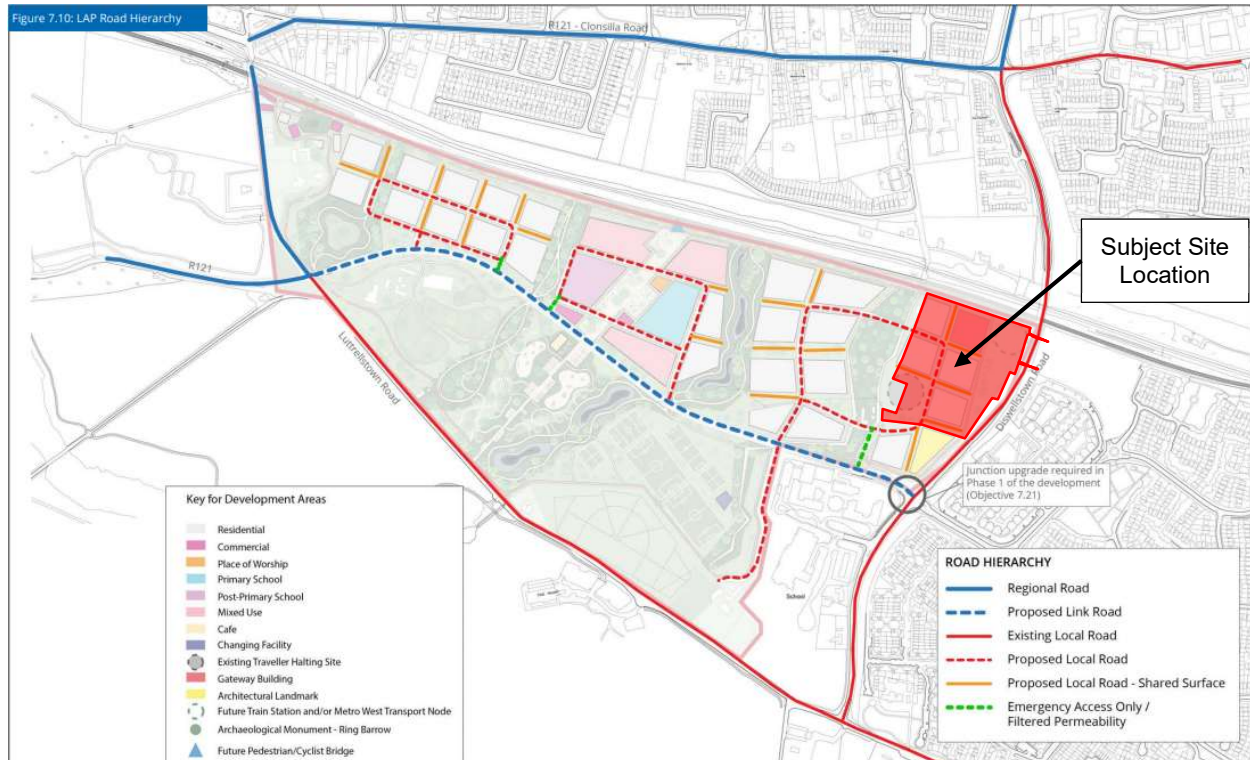 Figure 7.10: LAP Road Hierarchy
R121 - Clonsilla Road
Subject Site
Location
R121
Luttrellstown Road
Diswellstown Road
Junction upgrade required in
Phase 1 of the development
(Objective 7.21)
School
Key for Development Areas
Residential
Commercial
Place of Worship
Primary School
Post-Primary School
Mixed Use
Cafe
Changing Facility
Existing Traveller Halting Site
Gateway Building
Architectural Landmark
Future Train Station and/or Metro West Transport Node
Archaeological Monument - Ring Barrow
Future Pedestrian/Cyclist Bridge
ROAD HIERARCHY
Regional Road
Proposed Link Road
Existing Local Road
Proposed Local Road
Proposed Local Road - Shared Surface
Emergency Access Only /
Filtered Permeability